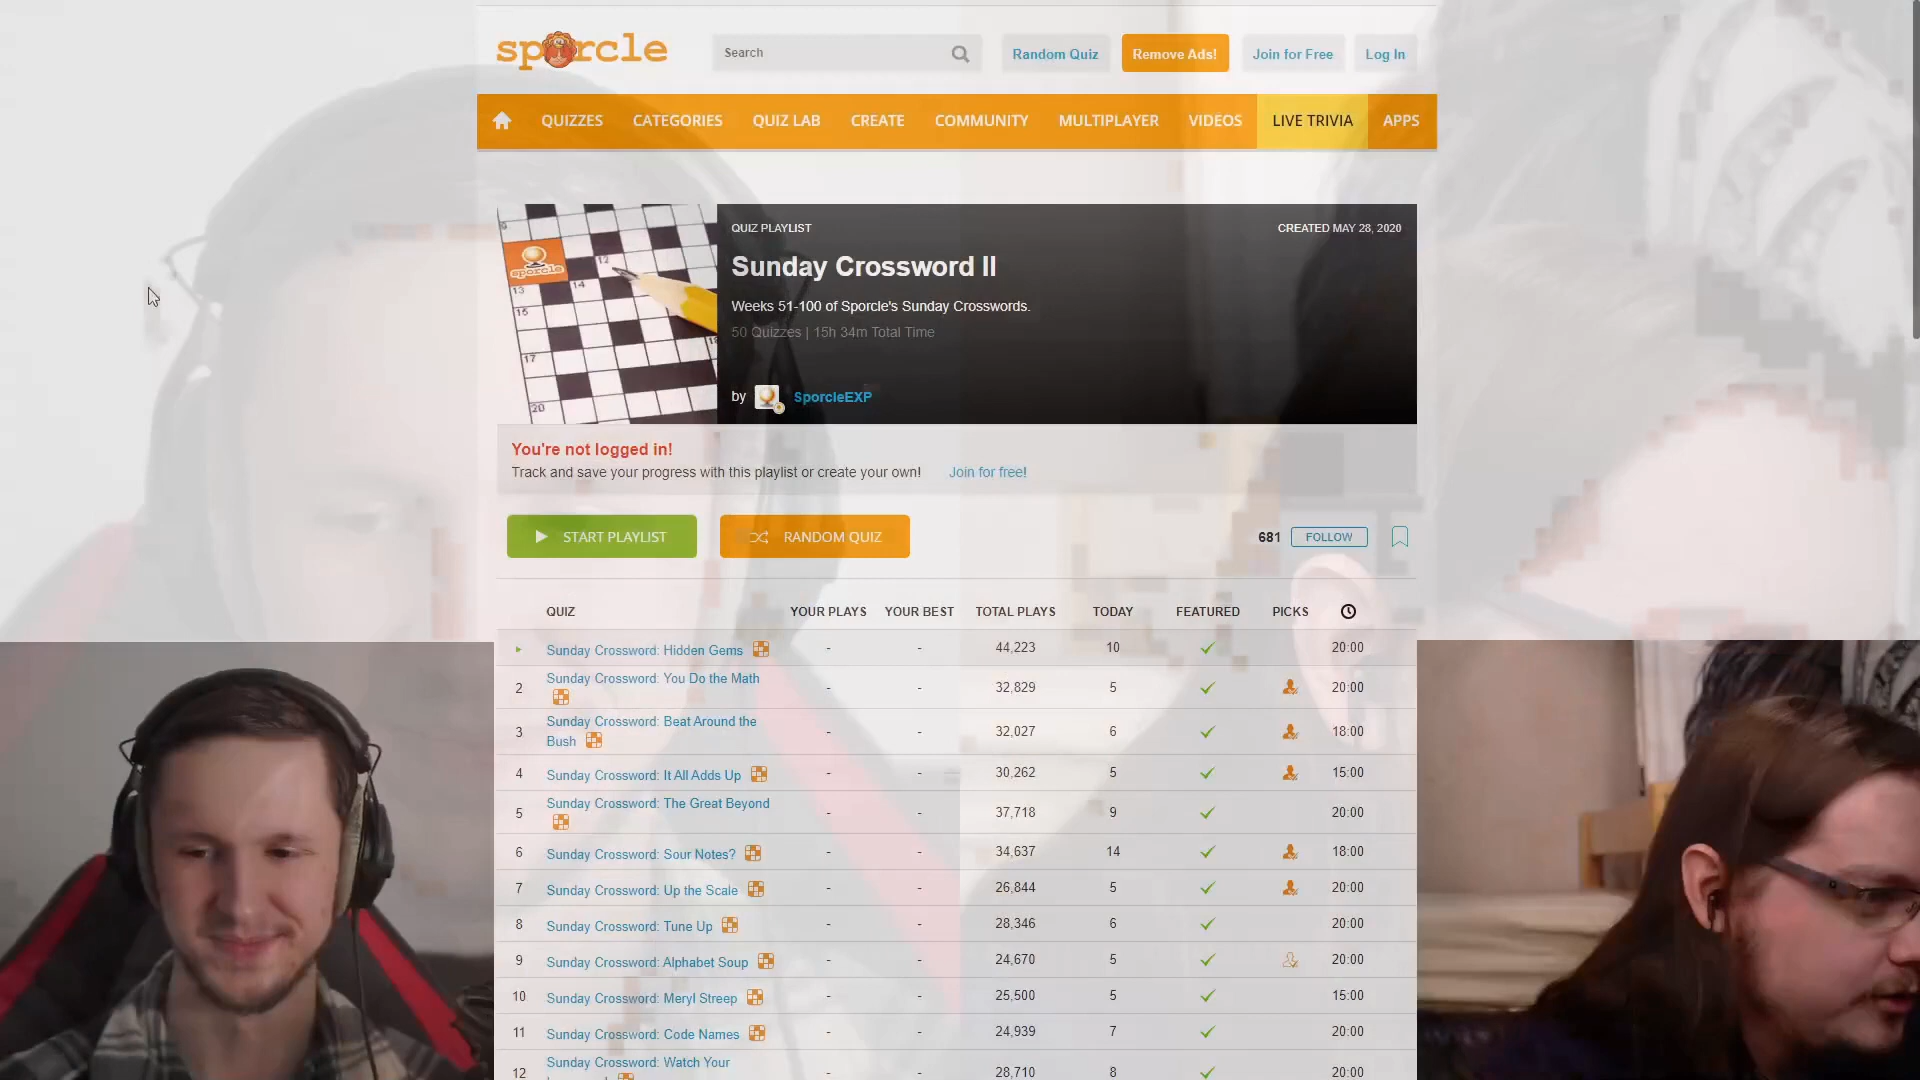 sporcle
Search
Random Quiz
Remove Ads!
Join for Free
Log In
QUIZZES
CATEGORIES
QUIZ LAB
CREATE
COMMUNITY
MULTIPLAYER
VIDEOS
LIVE TRIVIA
APPS
QUIZ PLAYLIST
CREATED MAY 28, 2020
Sunday Crossword II
Weeks 51-100 of Sporcle's Sunday Crosswords.
50 Quizzes | 15h 34m Total Time
by SporcleEXP
9
sporcle
12
13
14
15
17
20
You're not logged in!
Track and save your progress with this playlist or create your own! Join for free!
START PLAYLIST
RANDOM QUIZ
681
FOLLOW
QUIZ YOUR PLAYS YOUR BEST TOTAL PLAYS TODAY FEATURED PICKS
Sunday Crossword: Hidden Gems - - 44,223 10 20:00
2 Sunday Crossword: You Do the Math - - 32,829 5 20:00
3 Sunday Crossword: Beat Around the
Bush - - 32,027 6 18:00
4 Sunday Crossword: It All Adds Up - - 30,262 5 15:00
5 Sunday Crossword: The Great Beyond - - 37,718 9 20:00
6 Sunday Crossword: Sour Notes? - - 34,637 14 18:00
7 Sunday Crossword: Up the Scale - - 26,844 5 20:00
8 Sunday Crossword: Tune Up - - 28,346 6 20:00
9 Sunday Crossword: Alphabet Soup - - 24,670 5 20:00
10 Sunday Crossword: Meryl Streep - - 25,500 5 15:00
11 Sunday Crossword: Code Names - - 24,939 7 20:00
12 Sunday Crossword: Watch Your
- - 28,710 8 20:00